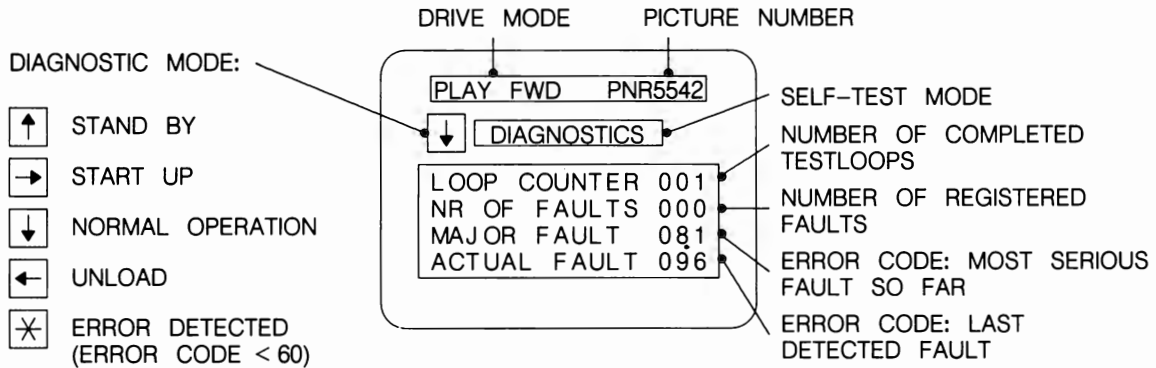 DRIVE MODE
PICTURE NUMBER
DIAGNOSTIC MODE:
STAND BY
START UP
NORMAL OPERATION
UNLOAD
ERROR DETECTED
(ERROR CODE < 60)
PLAY FWD PNR5542
DIAGNOSTICS
LOOP COUNTER 001
NR OF FAULTS 000
MAJOR FAULT 081
ACTUAL FAULT 096
SELF-TEST MODE
NUMBER OF COMPLETED
TESTLOOPS
NUMBER OF REGISTERED
FAULTS
ERROR CODE: MOST SERIOUS
FAULT SO FAR
ERROR CODE: LAST
DETECTED FAULT